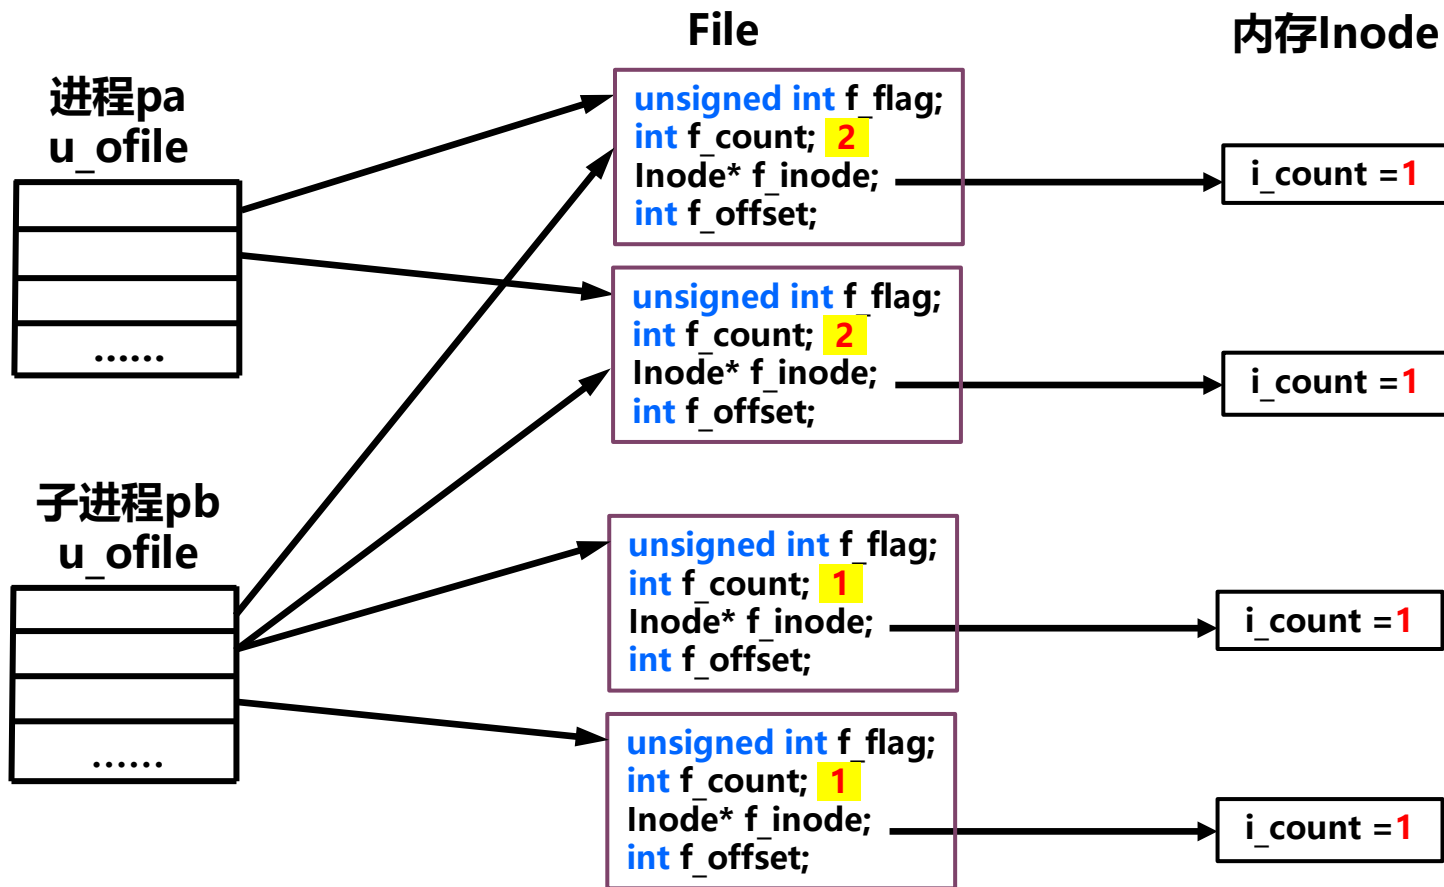 File
内存Inode
进程pa
u_ofile
......
unsigned int f_flag;
int f_count; 2
Inode* f_inode;
int f_offset;
i_count =1
unsigned int f_flag;
int f_count; 2
Inode* f_inode;
int f_offset;
i_count =1
子进程pb
u_ofile
......
unsigned int f_flag;
int f_count; 1
Inode* f_inode;
int f_offset;
i_count =1
unsigned int f_flag;
int f_count; 1
Inode* f_inode;
int f_offset;
i_count =1